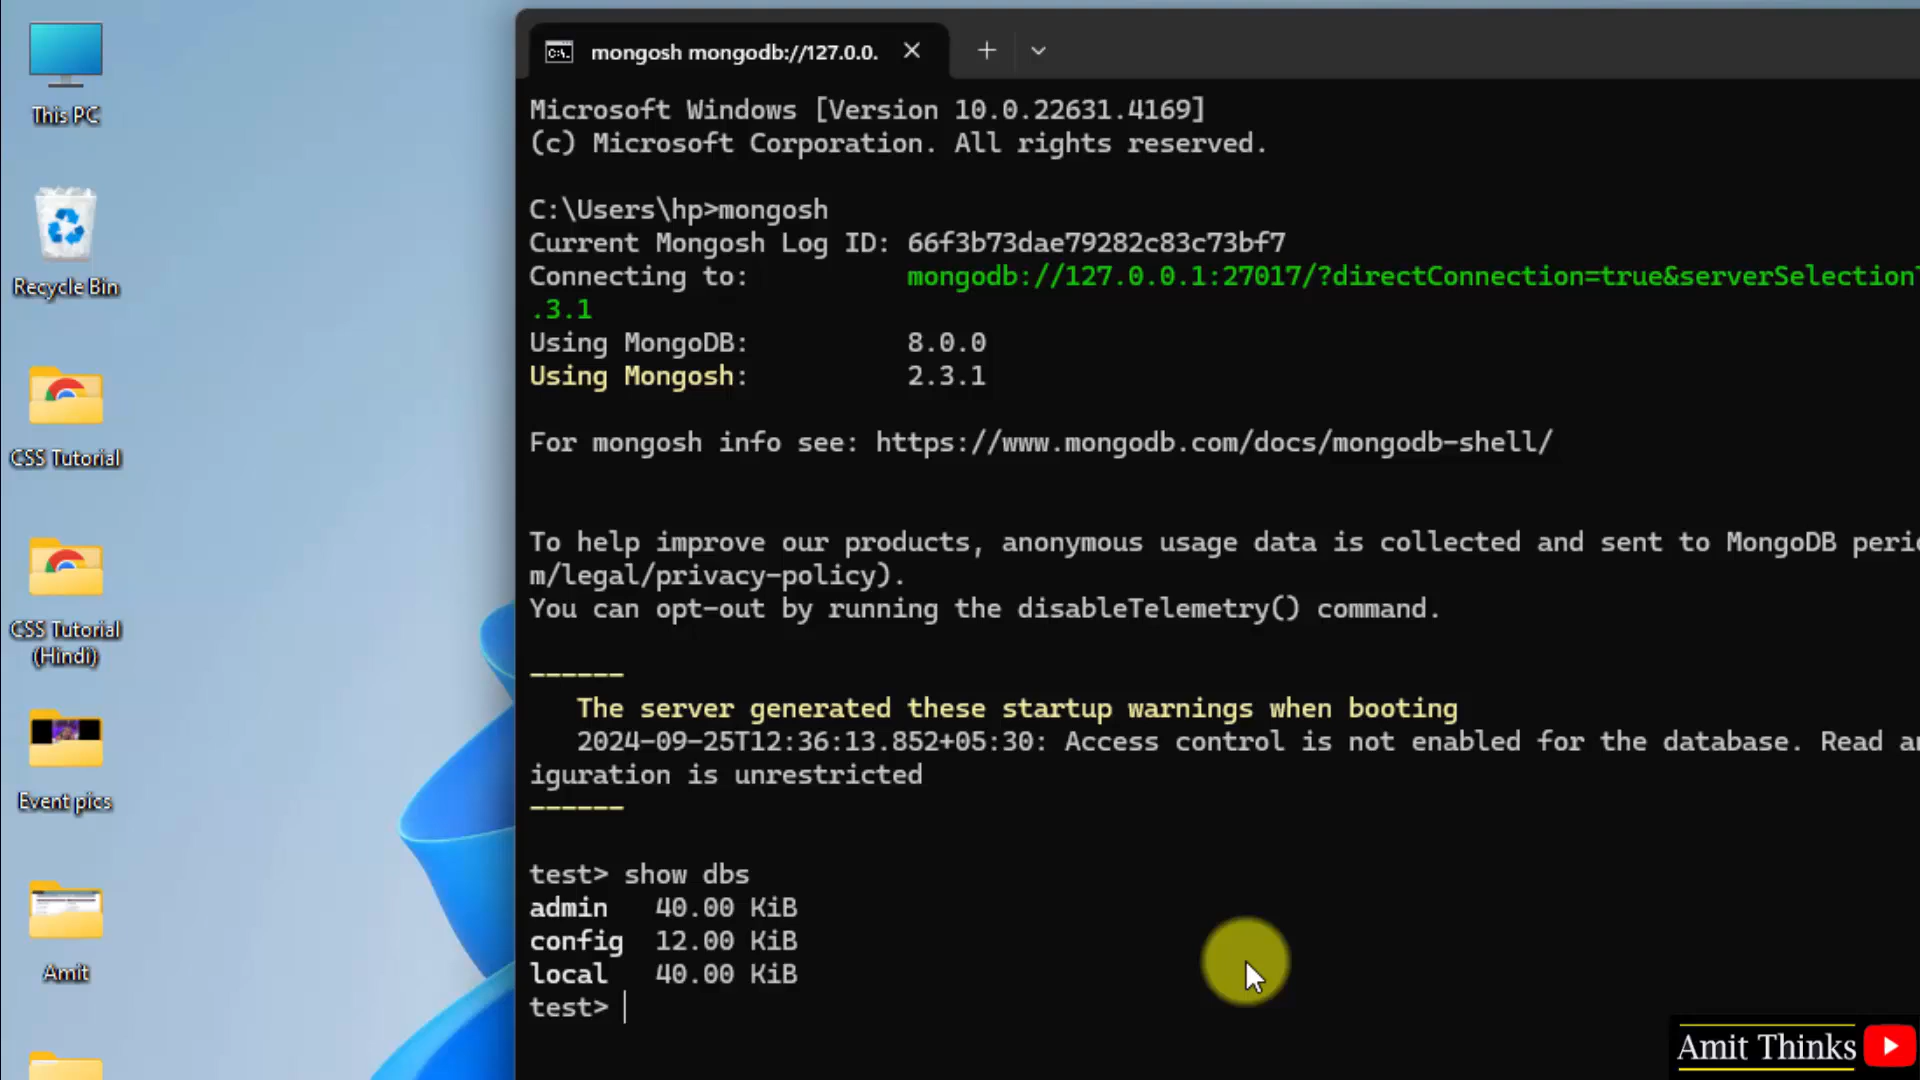 This PC
Recycle Bin
CSS Tutorial
CSS Tutorial
(Hindi)
Event pics
Amit
mongosh mongodb://127.0.0.
Microsoft Windows [Version 10.0.22631.4169]
(c) Microsoft Corporation. All rights reserved.
C:\Users\hp>mongosh
Current Mongosh Log ID: 66f3b73dae79282c83c73bf7
Connecting to: mongodb://127.0.0.1:27017/?directConnection=true&serverSelection
.3.1
Using MongoDB: 8.0.0
Using Mongosh: 2.3.1
For mongosh info see: https://www.mongodb.com/docs/mongodb-shell/
To help improve our products, anonymous usage data is collected and sent to MongoDB peri
m/legal/privacy-policy).
You can opt-out by running the disableTelemetry() command.
------
The server generated these startup warnings when booting
2024-09-25T12:36:13.852+05:30: Access control is not enabled for the database. Read a
iguration is unrestricted
------
test> show dbs
admin 40.00 KiB
config 12.00 KiB
local 40.00 KiB
test>
Amit Thinks